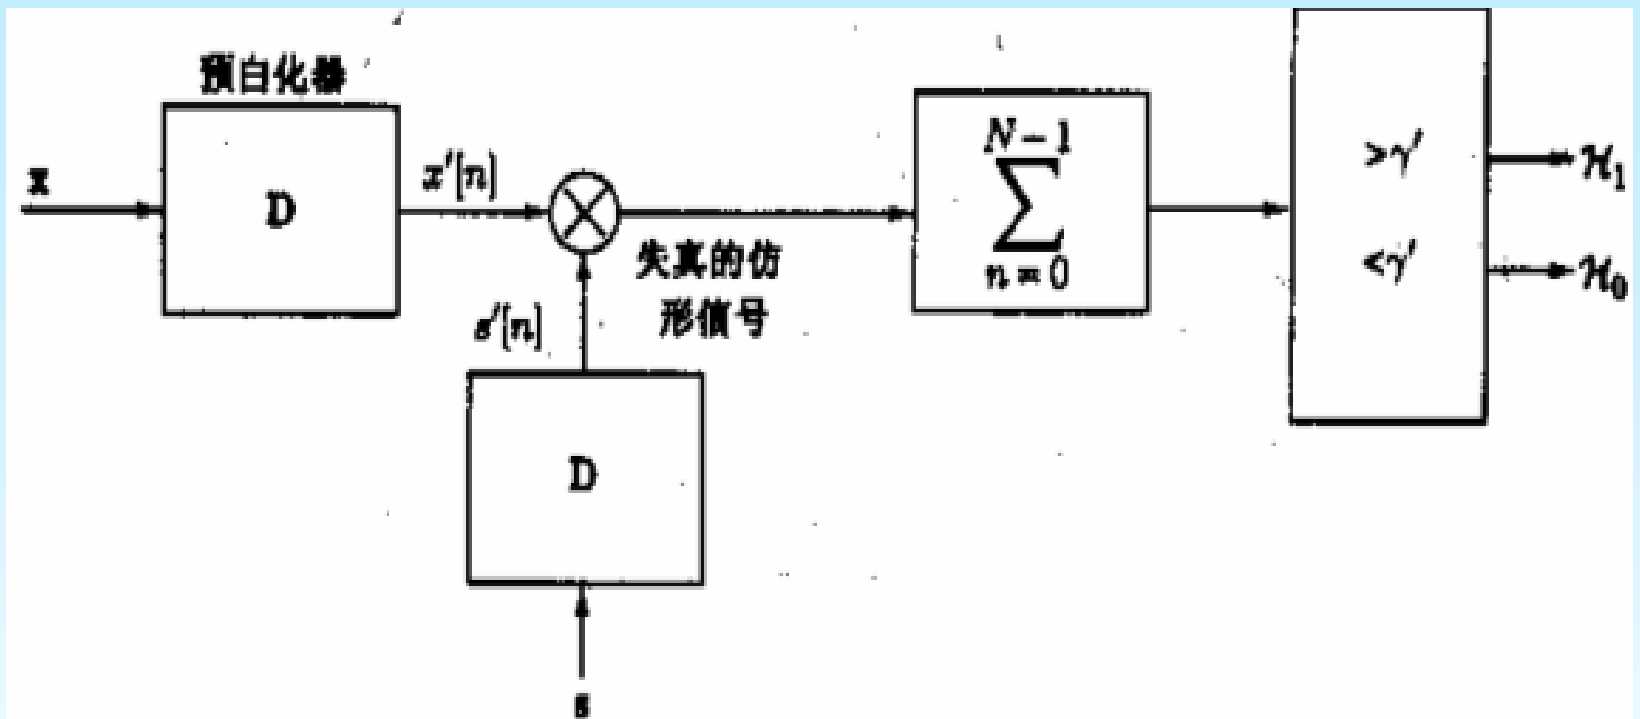 预白化器
x
D
x'[n]
失真的仿
形信号
s'[n]
D
s
N-1
∑
n=0
>γ'
<γ'
ℋ₁
ℋ₀